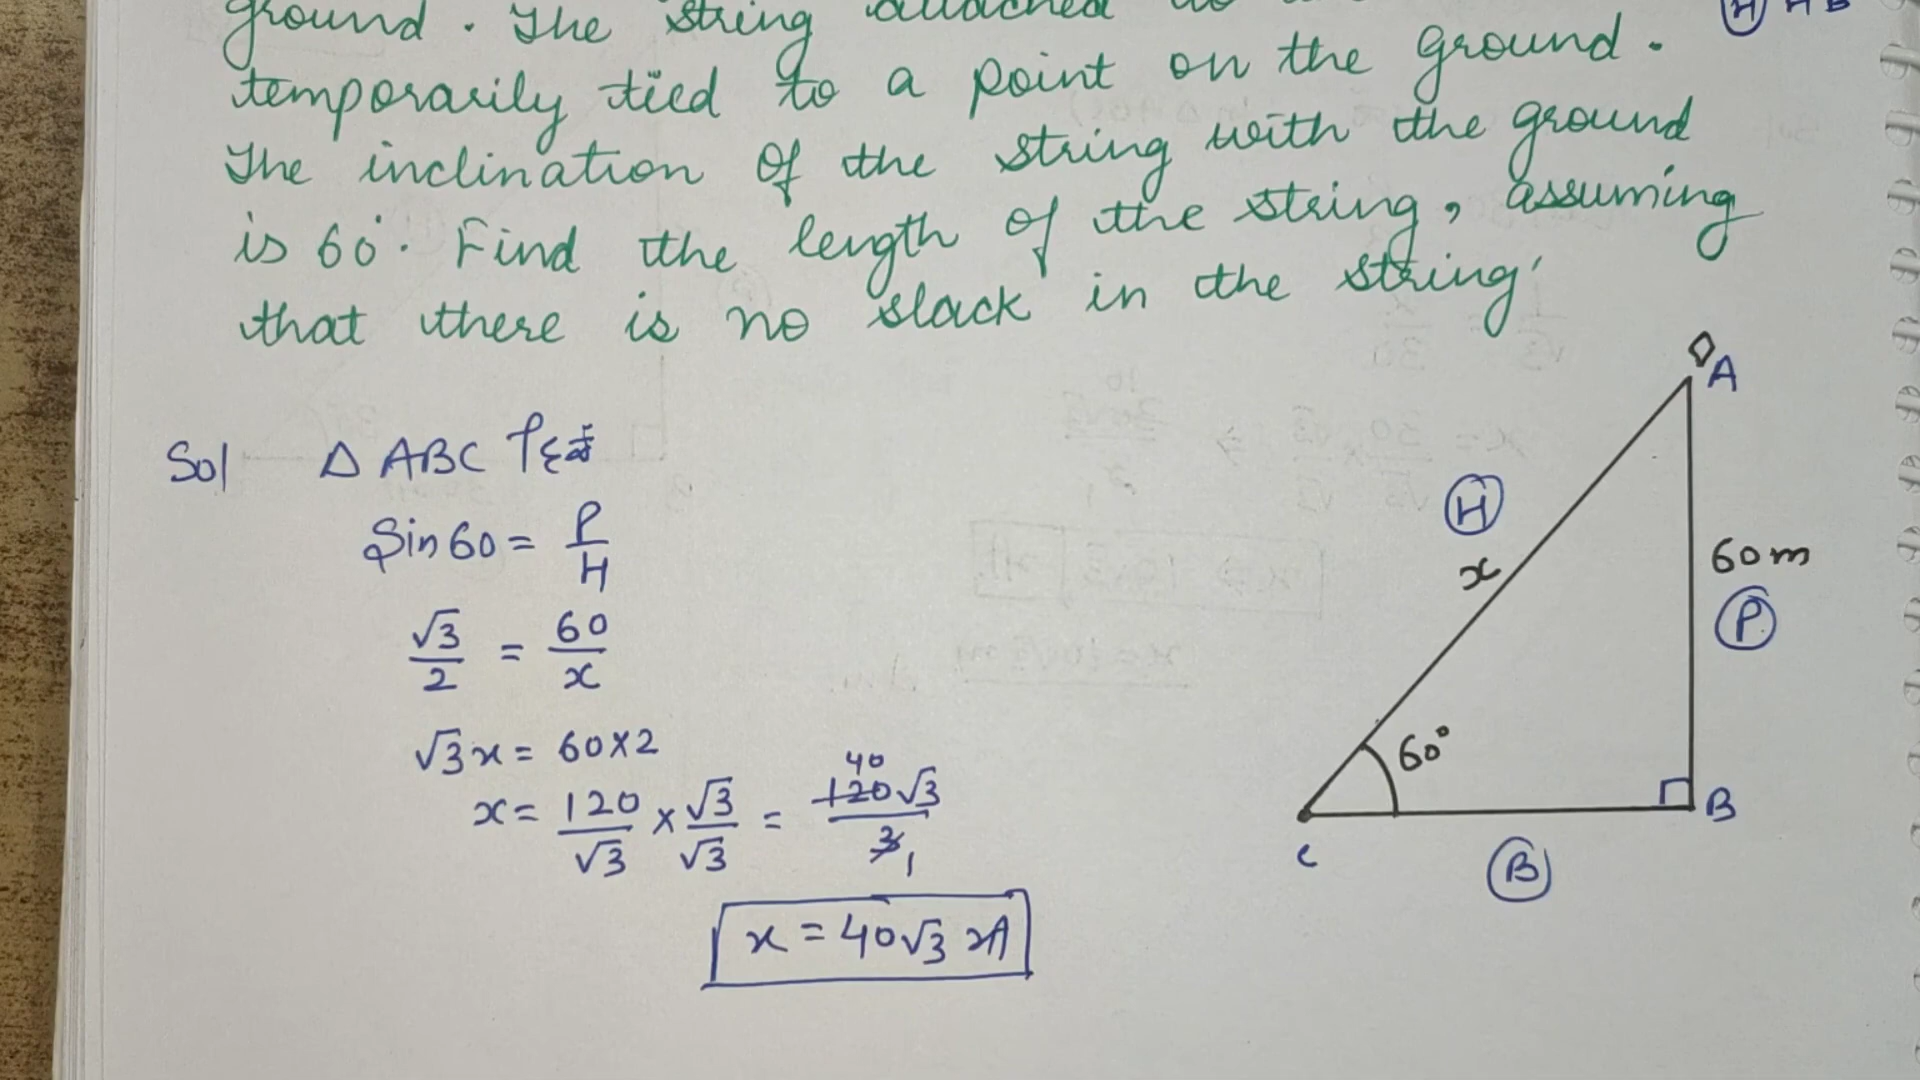 ground. The string attached
temporarily tied to a point on the ground.
The inclination of the string with the ground
is 60°. Find the length of the string, assuming
that there is no slack in the string'
Sol Δ ABC
Sin 60 = P/H
√3/2 = 60/x
√3x = 60×2
x = 120/√3 × √3/√3 = 120√3/3
40
1
x = 40√3
A
H
x
60m
P
60°
B
C
B
H